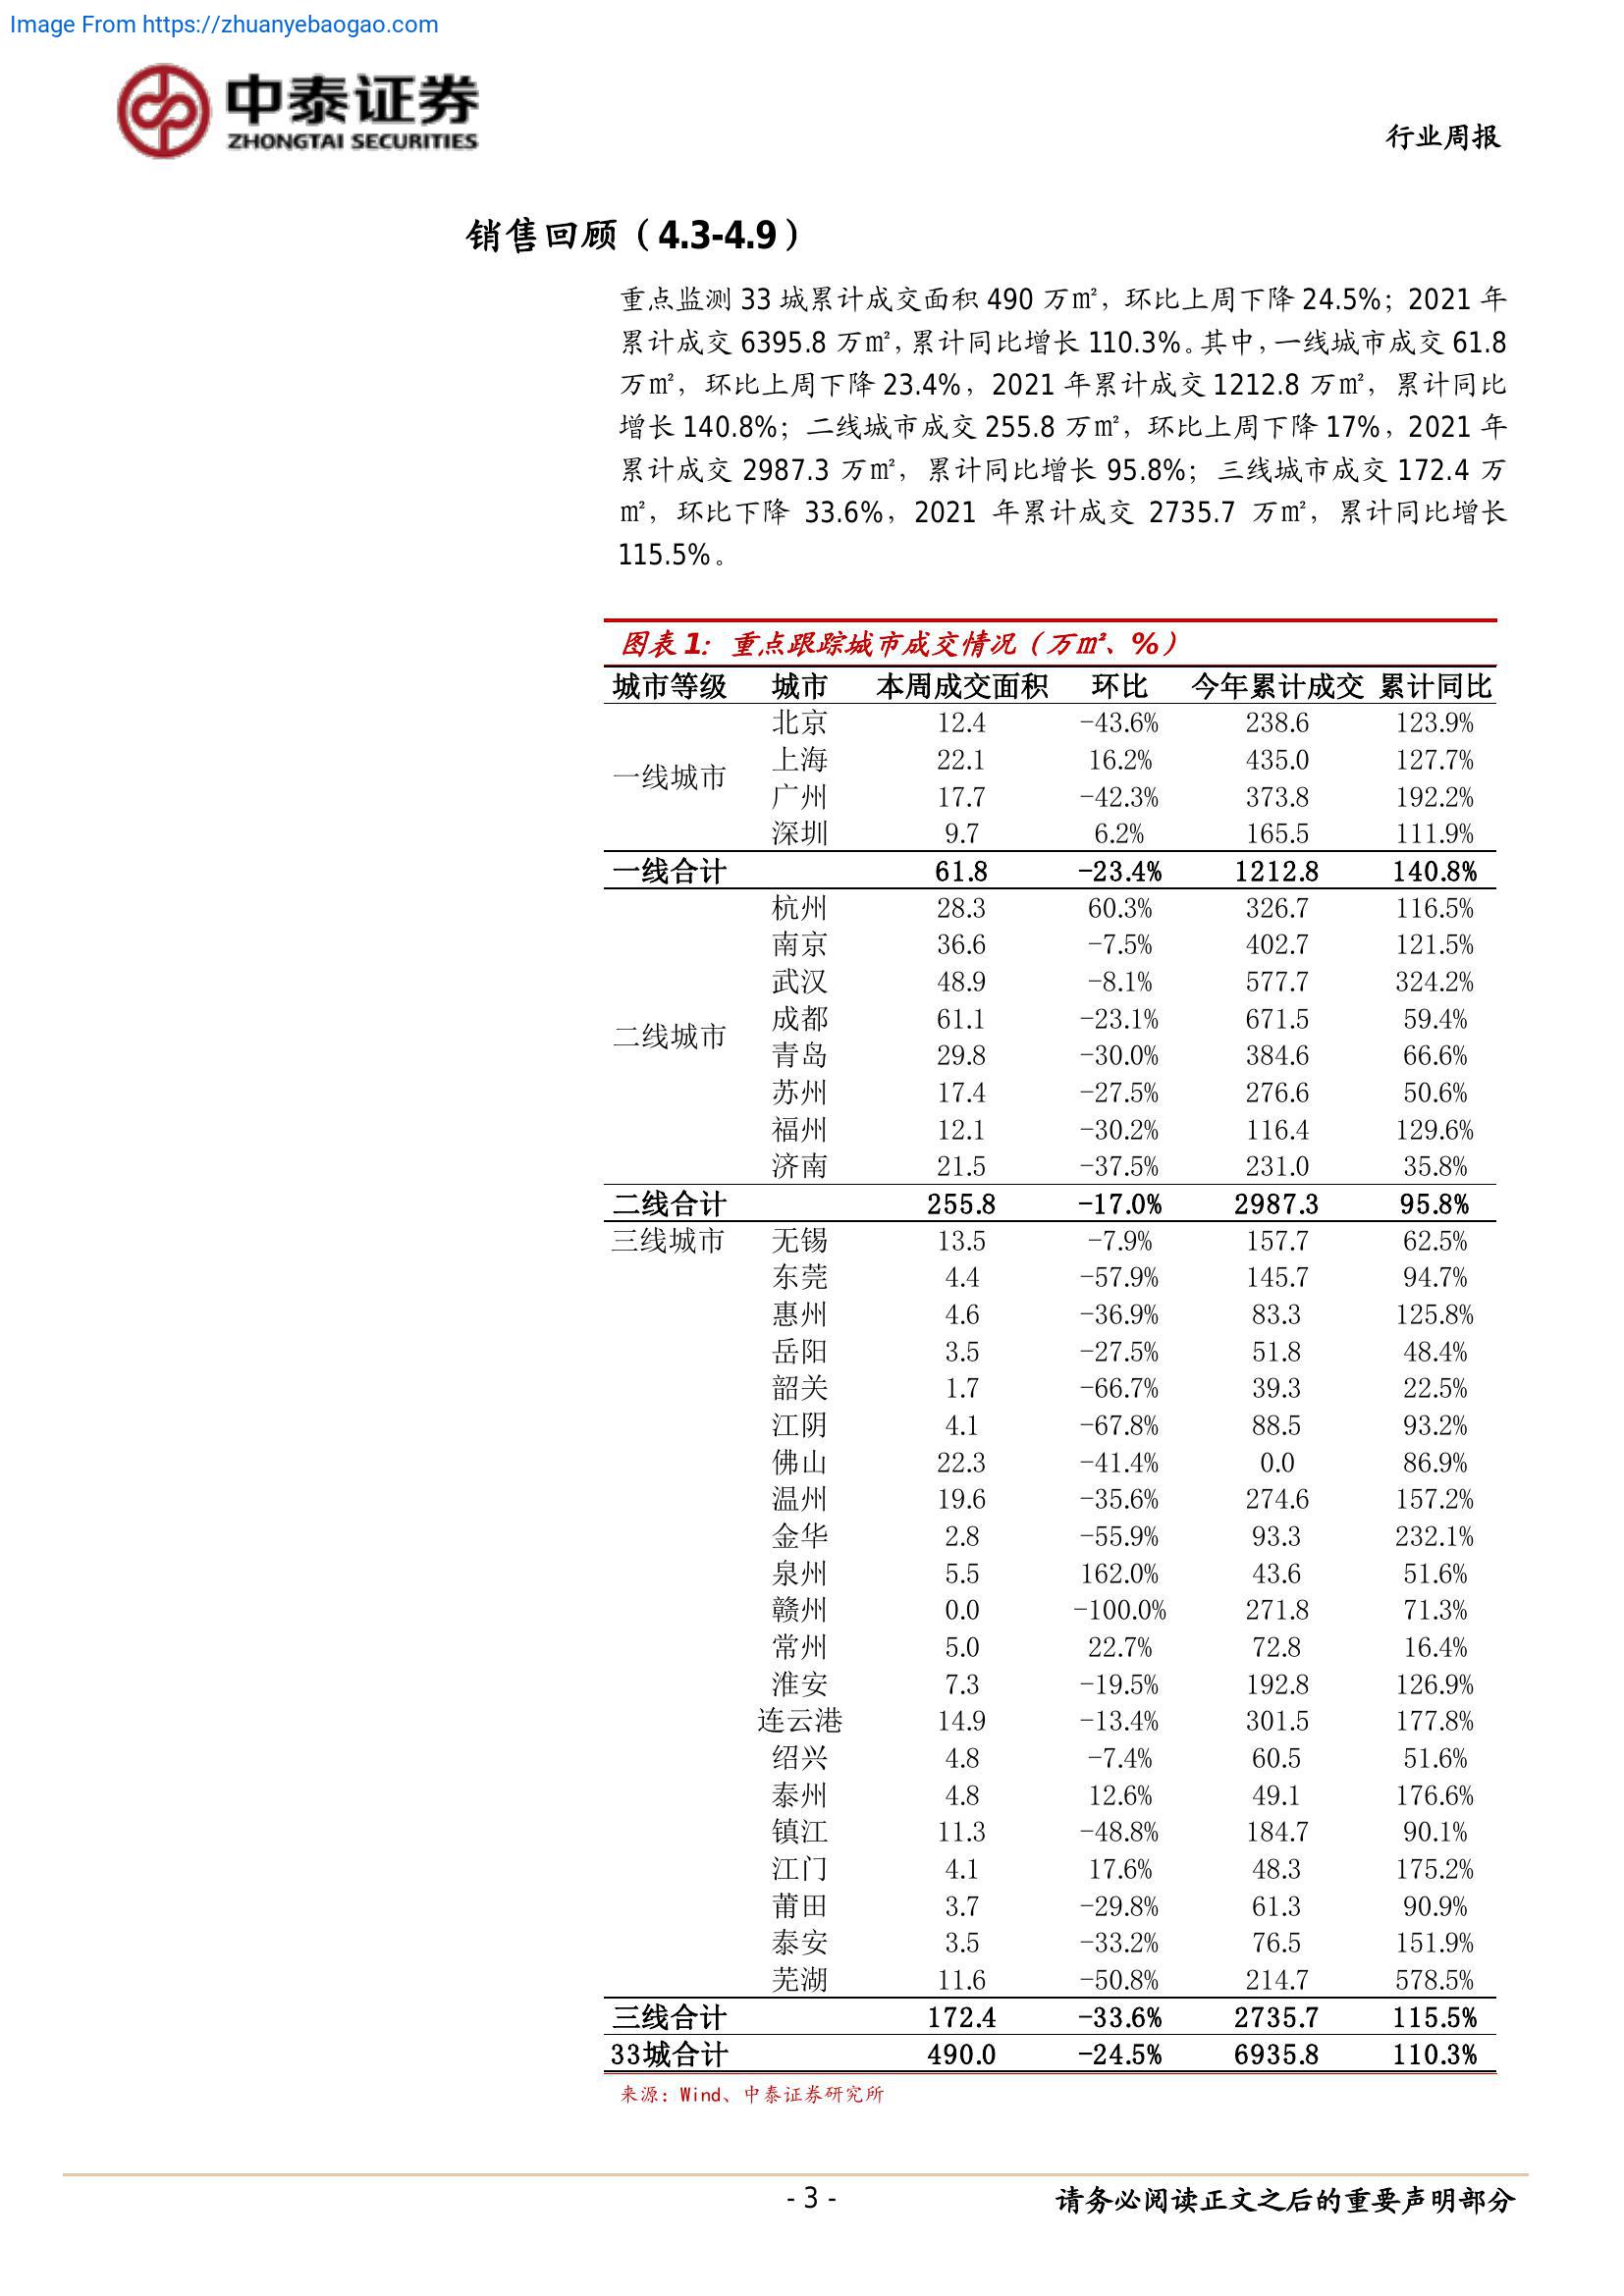 Image From https://zhuanyebaogao.com
中泰证券
ZHONGTAI SECURITIES
行业周报
销售回顾（4.3-4.9）
重点监测 33 城累计成交面积 490 万㎡，环比上周下降 24.5%；2021 年
累计成交 6395.8 万㎡，累计同比增长 110.3%。其中，一线城市成交 61.8
万㎡，环比上周下降 23.4%，2021 年累计成交 1212.8 万㎡，累计同比
增长 140.8%；二线城市成交 255.8 万㎡，环比上周下降 17%，2021 年
累计成交 2987.3 万㎡，累计同比增长 95.8%；三线城市成交 172.4 万
㎡，环比下降 33.6%，2021 年累计成交 2735.7 万㎡，累计同比增长
115.5%。
图表 1：重点跟踪城市成交情况（万㎡、%）
城市等级 城市 本周成交面积 环比 今年累计成交 累计同比
北京 12.4 -43.6% 238.6 123.9%
上海 22.1 16.2% 435.0 127.7%
一线城市
广州 17.7 -42.3% 373.8 192.2%
深圳 9.7 6.2% 165.5 111.9%
一线合计 61.8 -23.4% 1212.8 140.8%
杭州 28.3 60.3% 326.7 116.5%
南京 36.6 -7.5% 402.7 121.5%
武汉 48.9 -8.1% 577.7 324.2%
成都 61.1 -23.1% 671.5 59.4%
二线城市
青岛 29.8 -30.0% 384.6 66.6%
苏州 17.4 -27.5% 276.6 50.6%
福州 12.1 -30.2% 116.4 129.6%
济南 21.5 -37.5% 231.0 35.8%
二线合计 255.8 -17.0% 2987.3 95.8%
三线城市 无锡 13.5 -7.9% 157.7 62.5%
东莞 4.4 -57.9% 145.7 94.7%
惠州 4.6 -36.9% 83.3 125.8%
岳阳 3.5 -27.5% 51.8 48.4%
韶关 1.7 -66.7% 39.3 22.5%
江阴 4.1 -67.8% 88.5 93.2%
佛山 22.3 -41.4% 0.0 86.9%
温州 19.6 -35.6% 274.6 157.2%
金华 2.8 -55.9% 93.3 232.1%
泉州 5.5 162.0% 43.6 51.6%
赣州 0.0 -100.0% 271.8 71.3%
常州 5.0 22.7% 72.8 16.4%
淮安 7.3 -19.5% 192.8 126.9%
连云港 14.9 -13.4% 301.5 177.8%
绍兴 4.8 -7.4% 60.5 51.6%
泰州 4.8 12.6% 49.1 176.6%
镇江 11.3 -48.8% 184.7 90.1%
江门 4.1 17.6% 48.3 175.2%
莆田 3.7 -29.8% 61.3 90.9%
泰安 3.5 -33.2% 76.5 151.9%
芜湖 11.6 -50.8% 214.7 578.5%
三线合计 172.4 -33.6% 2735.7 115.5%
33城合计 490.0 -24.5% 6935.8 110.3%
来源：Wind、中泰证券研究所
- 3 -
请务必阅读正文之后的重要声明部分